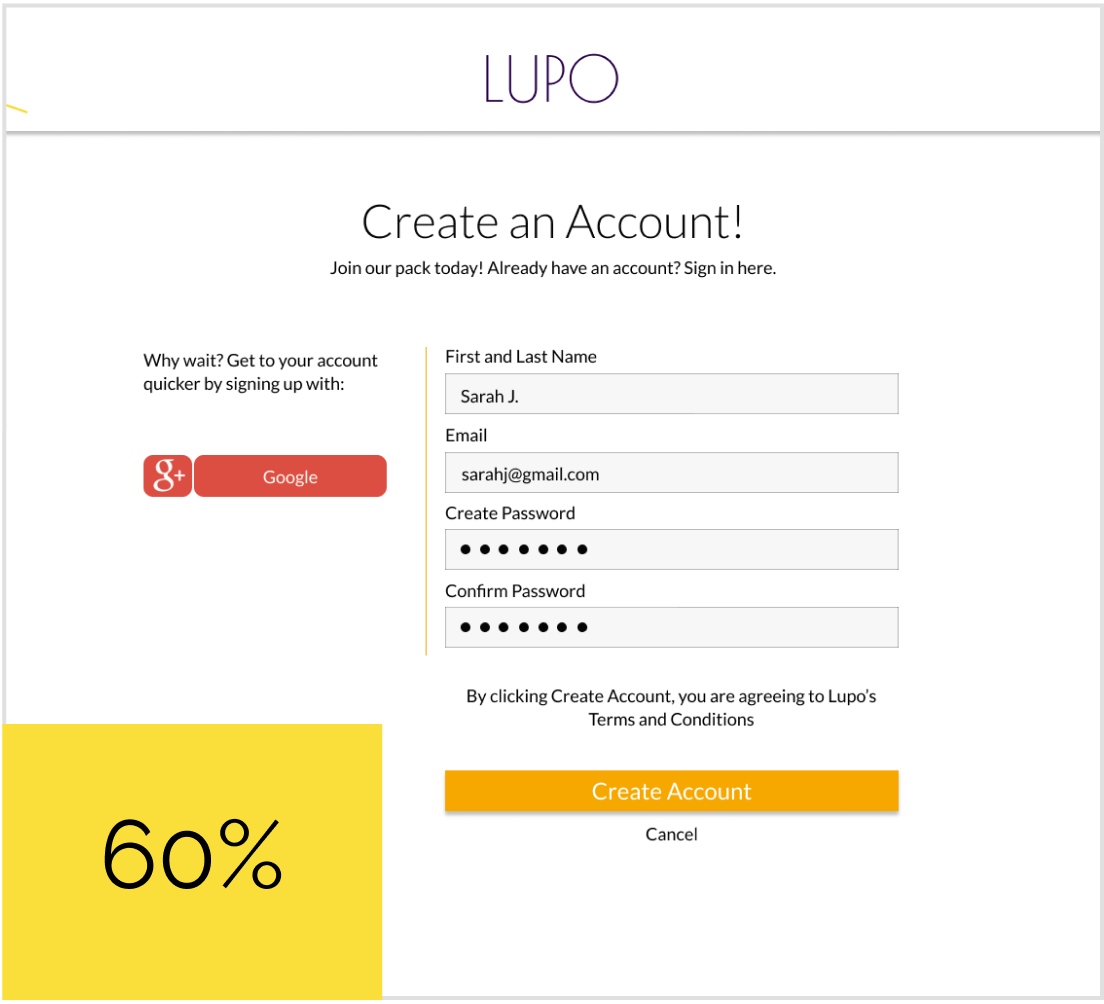 LUPO
Create an Account!
Join our pack today! Already have an account? Sign in here.
Why wait? Get to your account
quicker by signing up with:
g+ Google
First and Last Name
Sarah J.
Email
sarahj@gmail.com
Create Password
Confirm Password
By clicking Create Account, you are agreeing to Lupo’s
Terms and Conditions
Create Account
Cancel
60%